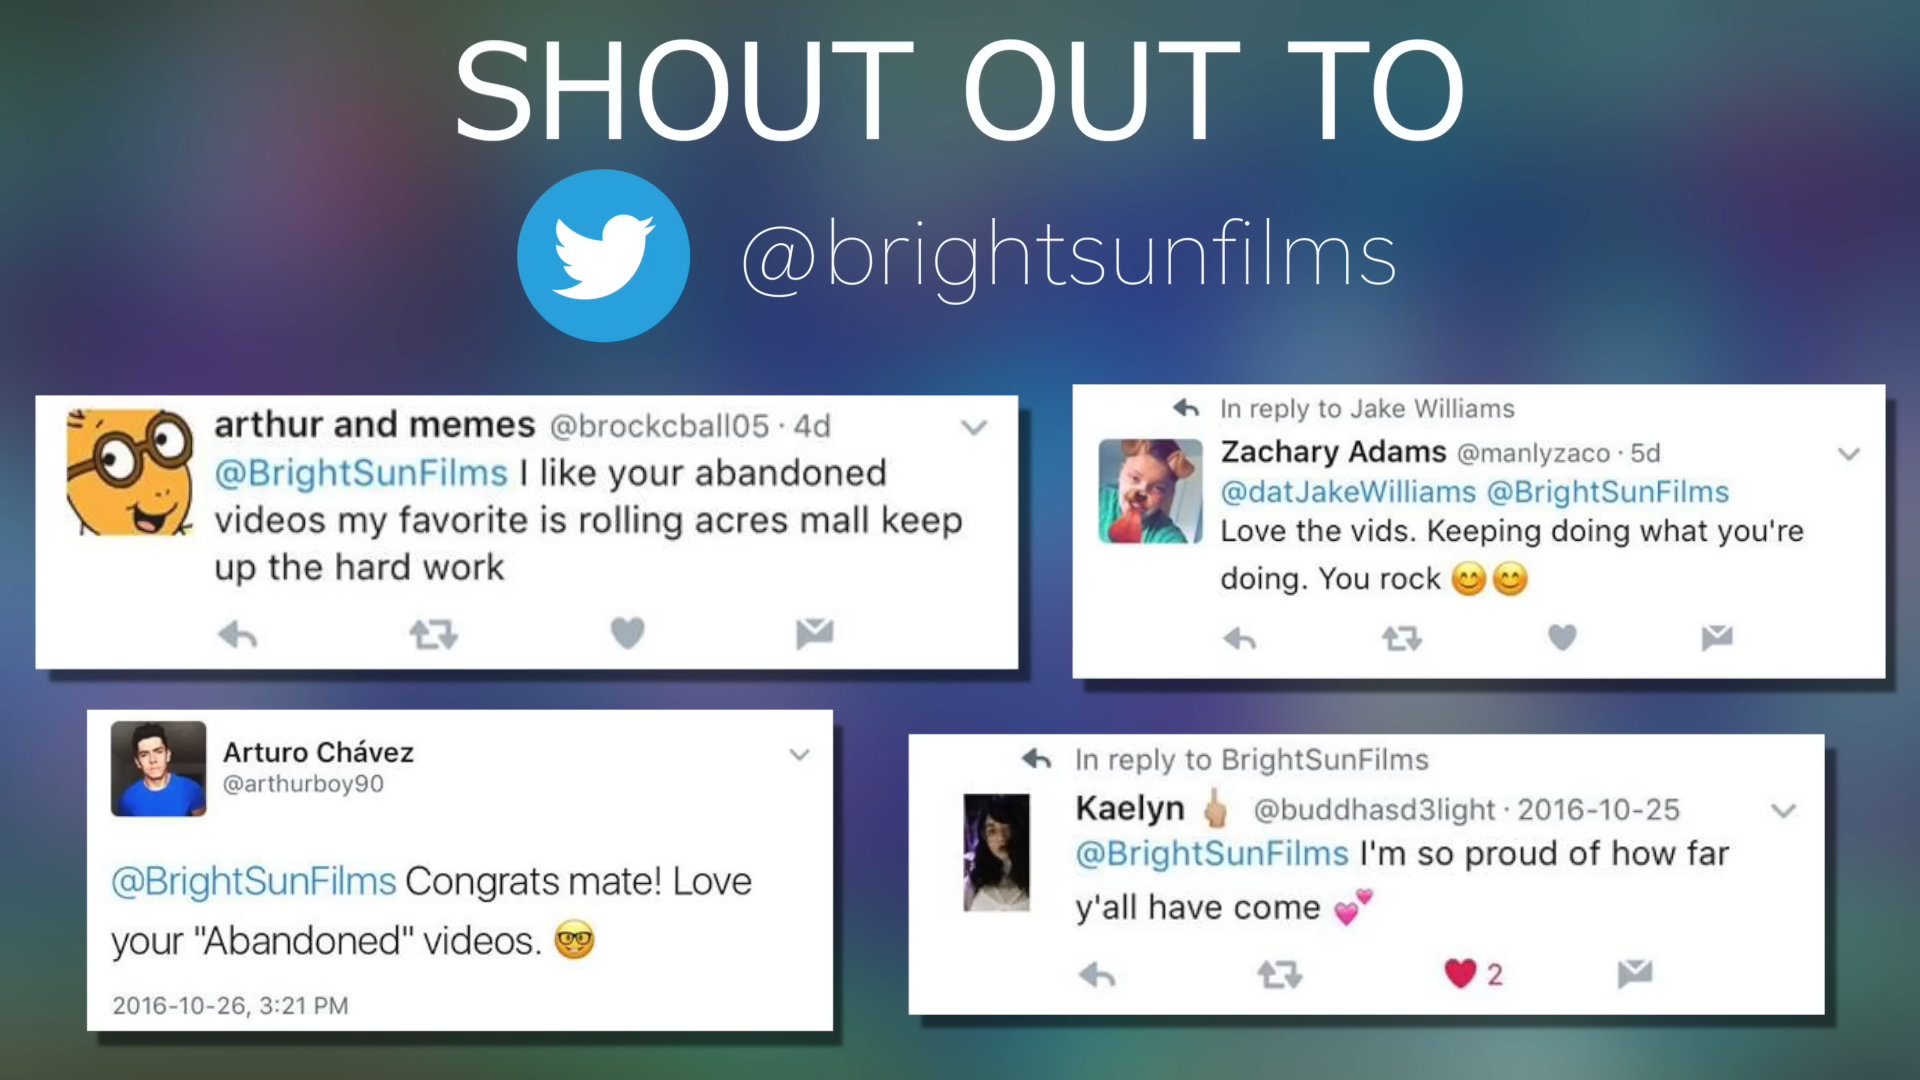 SHOUT OUT TO
@brightsunfilms
arthur and memes @brockcball05 · 4d
@BrightSunFilms I like your abandoned
videos my favorite is rolling acres mall keep
up the hard work
In reply to Jake Williams
Zachary Adams @manlyzaco · 5d
@datJakeWilliams @BrightSunFilms
Love the vids. Keeping doing what you're
doing. You rock 😊😊
Arturo Chávez
@arthurboy90
@BrightSunFilms Congrats mate! Love
your "Abandoned" videos. 🤓
2016-10-26, 3:21 PM
In reply to BrightSunFilms
Kaelyn 🖕🏼 @buddhasd3light · 2016-10-25
@BrightSunFilms I'm so proud of how far
y'all have come 💕
2